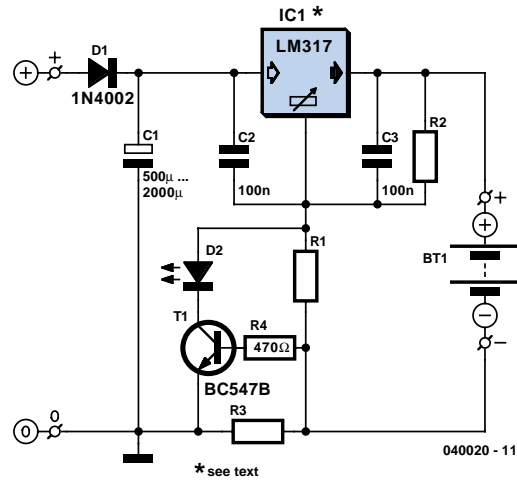 IC1 *
D1
LM317
+
+
1N4002
C1
500μ ...
2000μ
C2
100n
C3
100n
R2
+
+
BT1
−
−
D2
R1
T1
R4
470Ω
BC547B
R3
0
0
040020 - 11
* see text